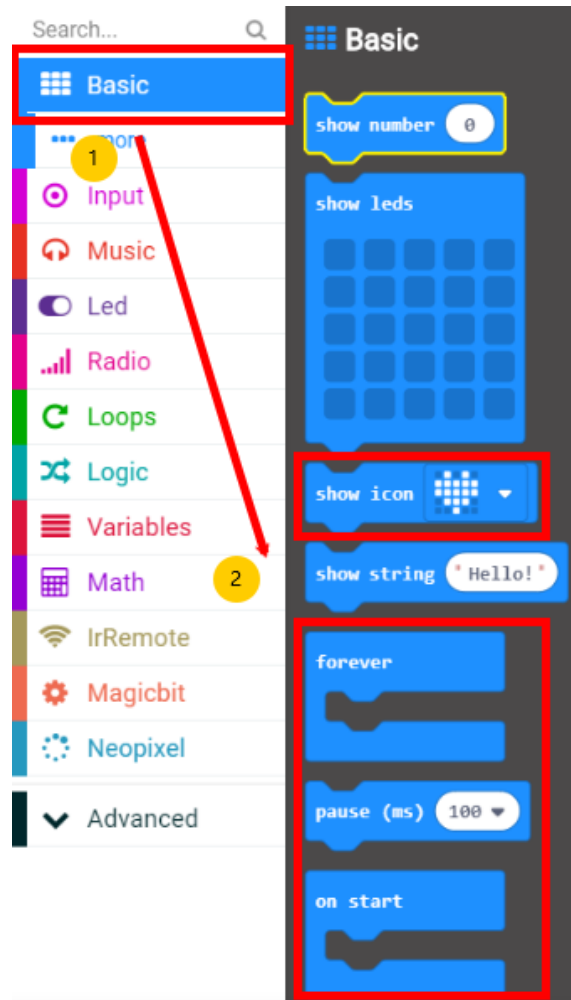 Search...
Basic
more
1
Input
Music
Led
Radio
Loops
Logic
Variables
Math
2
IrRemote
Magicbit
Neopixel
Advanced
Basic
show number 0
show leds
show icon
show string "Hello!"
forever
pause (ms) 100
on start